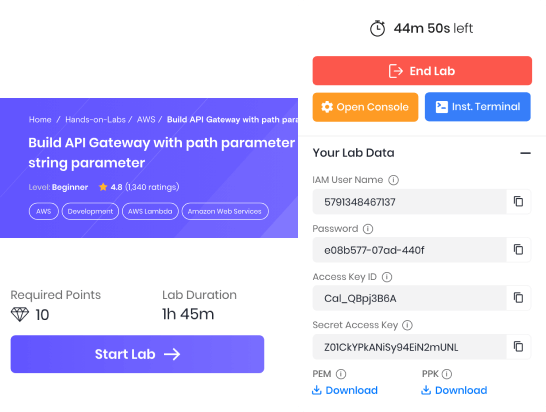 Home / Hands-on-Labs / AWS / Build API Gateway with path para
Build API Gateway with path parameter
string parameter
Level: Beginner 4.8 (1,340 ratings)
AWS Development AWS Lambda Amazon Web Services
Required Points Lab Duration
10 1h 45m
Start Lab
44m 50s left
End Lab
Open Console Inst. Terminal
Your Lab Data
IAM User Name
5791348467137
Password
e08b577-07ad-440f
Access Key ID
Cal_QBpj3B6A
Secret Access Key
Z01CkYPkANiSy94EiN2mUNL
PEM PPK
Download Download